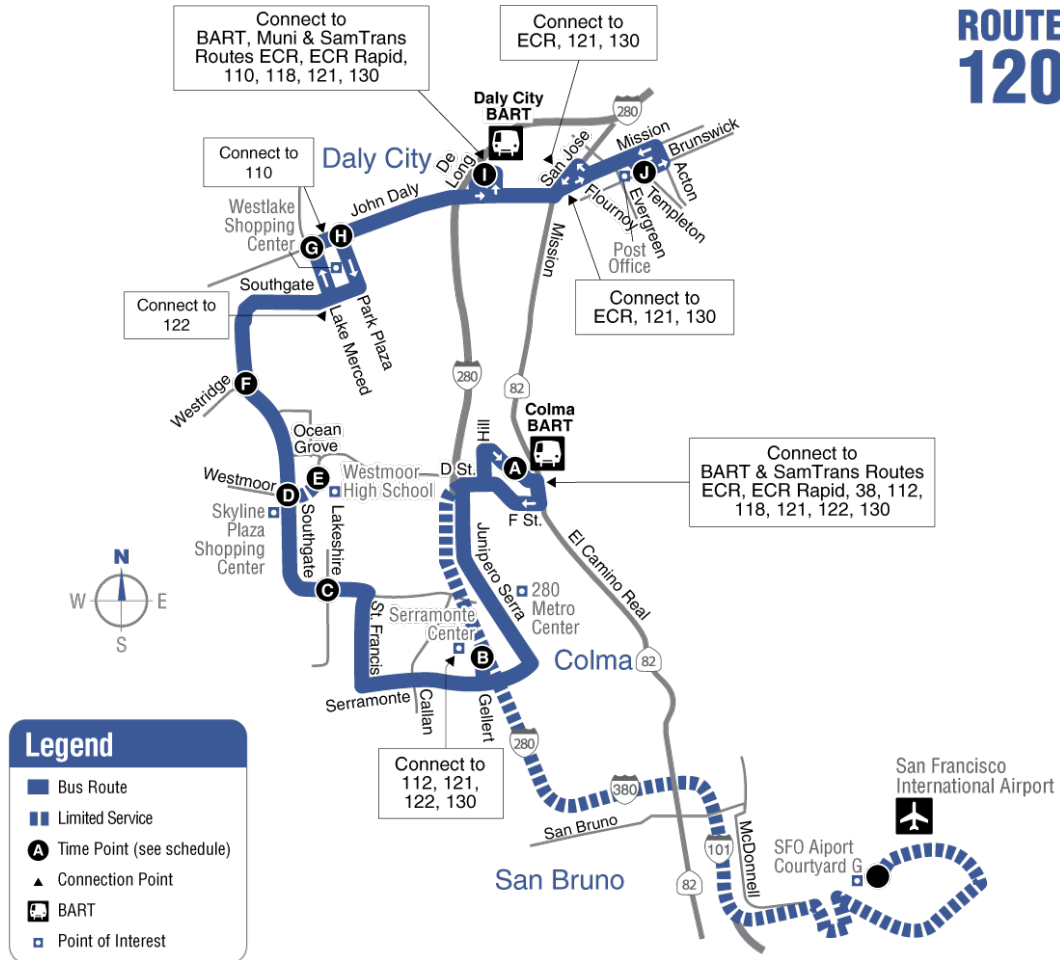 ROUTE
120
Connect to
BART, Muni & SamTrans
Routes ECR, ECR Rapid,
110, 118, 121, 130
Connect to
ECR, 121, 130
Daly City
BART
280
Daly City
De Long
I
San Jose
Mission
Brunswick
Acton
J
Templeton
Evergreen
Flournoy
Post
Office
Connect to
110
John Daly
Westlake
Shopping
Center
G
H
Mission
Connect to
ECR, 121, 130
Southgate
Park Plaza
Lake Merced
Connect to
122
280
82
F
Westridge
Colma
BART
Ocean
Grove
Hill
A
D St.
F St.
Connect to
BART & SamTrans Routes
ECR, ECR Rapid, 38, 112,
118, 121, 122, 130
Westmoor
D
E
Westmoor
High School
Skyline
Plaza
Shopping
Center
Southgate
Lakeshire
Junipero Serra
El Camino Real
N
W
E
S
C
280
Metro
Center
St. Francis
Serramonte
Center
B
Colma
82
Serramonte
Callan
Gellert
280
Connect to
112, 121,
122, 130
380
San Bruno
101
McDonnell
San Francisco
International Airport
SFO Aiport
Courtyard G
San Bruno
82
Legend
Bus Route
Limited Service
A
Time Point (see schedule)
Connection Point
BART
Point of Interest